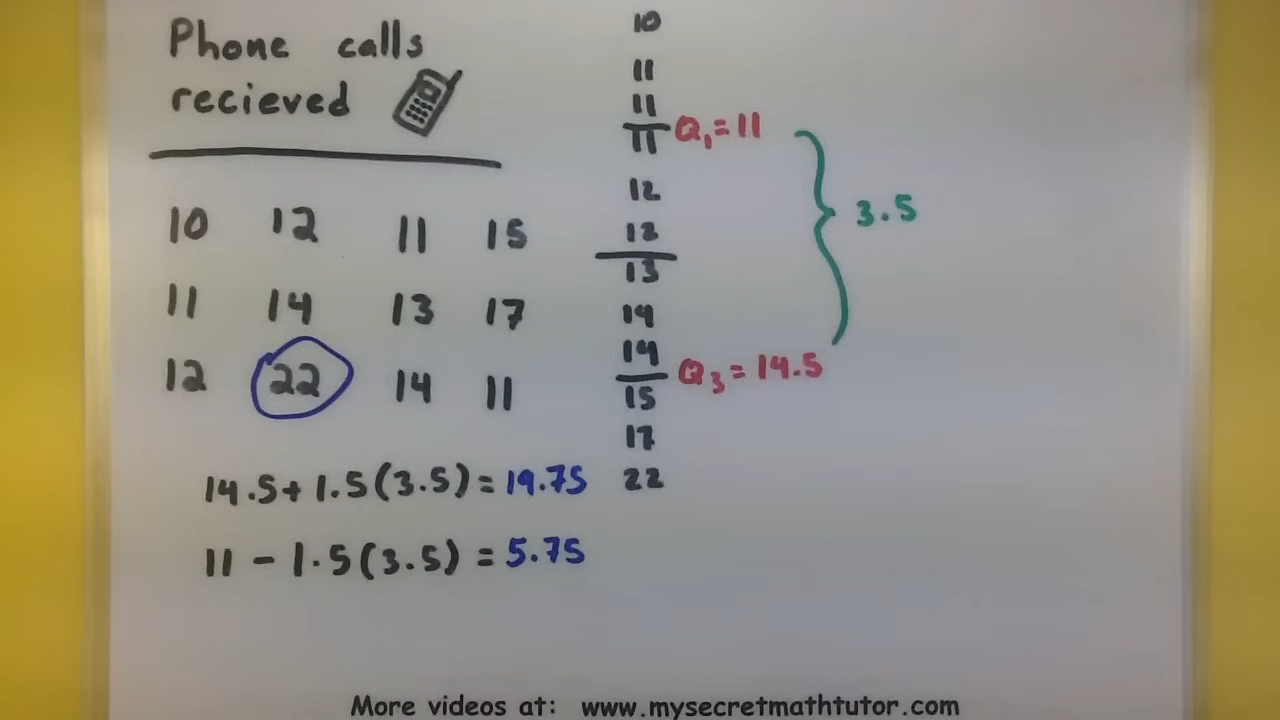 Phone calls
recieved
10 12 11 15
11 14 13 17
12 22 14 11
14.5+1.5(3.5)=19.75
11 - 1.5(3.5) = 5.75
10
11
11
11
12
12
13
14
14
15
17
22
Q1=11
3.5
Q3=14.5
More videos at: www.mysecretmathtutor.com